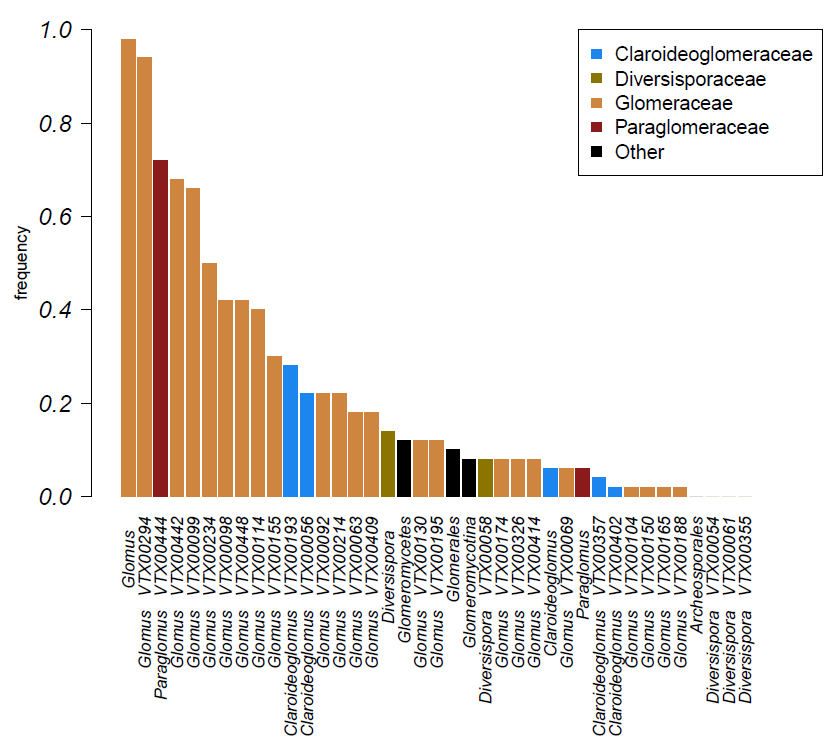 1.0
0.8
0.6
0.4
0.2
0.0
frequency
Claroideoglomeraceae
Diversisporaceae
Glomeraceae
Paraglomeraceae
Other
Glomus
Glomus VTX00294
Paraglomus VTX00444
Glomus VTX00442
Glomus VTX00099
Glomus VTX00234
Glomus VTX00098
Glomus VTX00448
Glomus VTX00114
Glomus VTX00155
Claroideoglomus VTX00193
Claroideoglomus VTX00056
Glomus VTX00092
Glomus VTX00214
Glomus VTX00063
Glomus VTX00409
Diversispora
Glomeromycetes
Glomus VTX00130
Glomus VTX00195
Glomerales
Glomeromycotina
Diversispora VTX00058
Glomus VTX00174
Glomus VTX00326
Glomus VTX00414
Claroideoglomus
Glomus VTX00069
Paraglomus
Claroideoglomus VTX00357
Claroideoglomus VTX00402
Glomus VTX00104
Glomus VTX00150
Glomus VTX00165
Glomus VTX00188
Archeosporales
Diversispora VTX00054
Diversispora VTX00061
Diversispora VTX00355